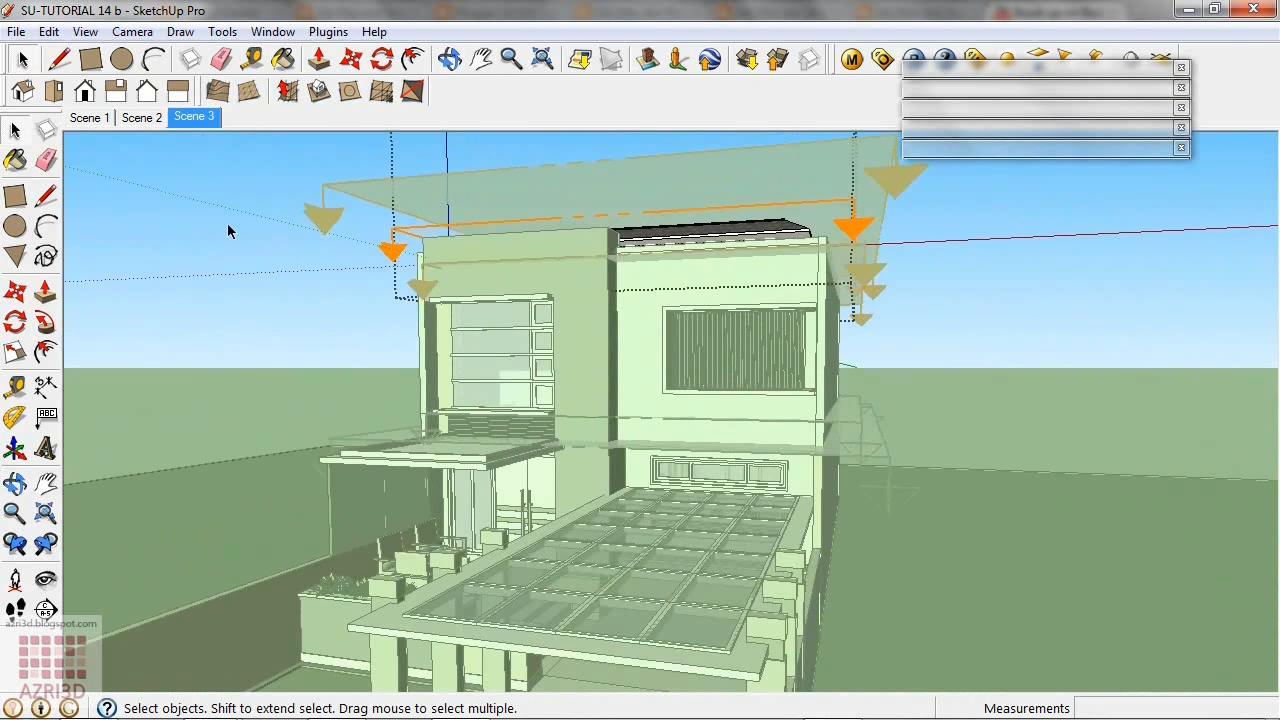 SU-TUTORIAL 14 b - SketchUp Pro
File Edit View Camera Draw Tools Window Plugins Help
M
Scene 1 Scene 2 Scene 3
ABC
azri3d.blogspot.com
AZRI3D
Select objects. Shift to extend select. Drag mouse to select multiple.
Measurements